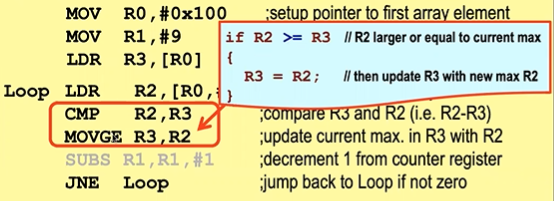 MOV R0,#0x100 ;setup pointer to first array element
MOV R1,#9
LDR R3,[R0]
if R2 >= R3 // R2 larger or equal to current max
{
R3 = R2; // then update R3 with new max R2
}
Loop LDR R2,[R0,
CMP R2,R3 ;compare R3 and R2 (i.e. R2-R3)
MOVGE R3,R2 ;update current max. in R3 with R2
SUBS R1,R1,#1 ;decrement 1 from counter register
JNE Loop ;jump back to Loop if not zero